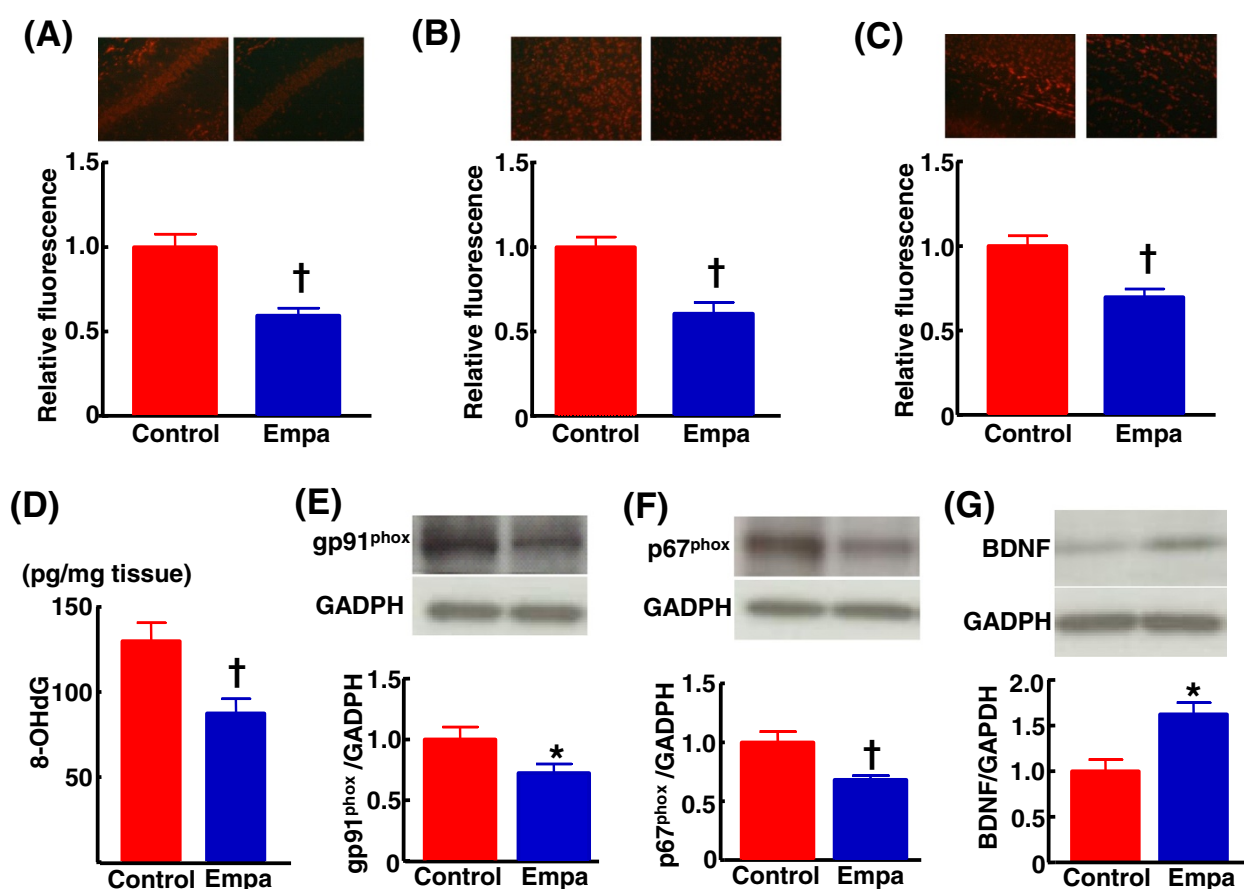 (A)
Relative fluorescence
1.5
1.0
0.5
0
Control Empa
(B)
Relative fluorescence
1.5
1.0
0.5
0
Control Empa
(C)
Relative fluorescence
1.5
1.0
0.5
0
Control Empa
†
†
†
(D)
(pg/mg tissue)
8-OHdG
150
100
50
†
Control Empa
(E)
gp91phox
GADPH
gp91phox /GADPH
1.5
1.0
0.5
0
*
Control Empa
(F)
p67phox
GADPH
p67phox /GADPH
1.5
1.0
0.5
0
†
Control Empa
(G)
BDNF
GADPH
BDNF/GAPDH
2.0
1.5
1.0
0.5
0
*
Control Empa